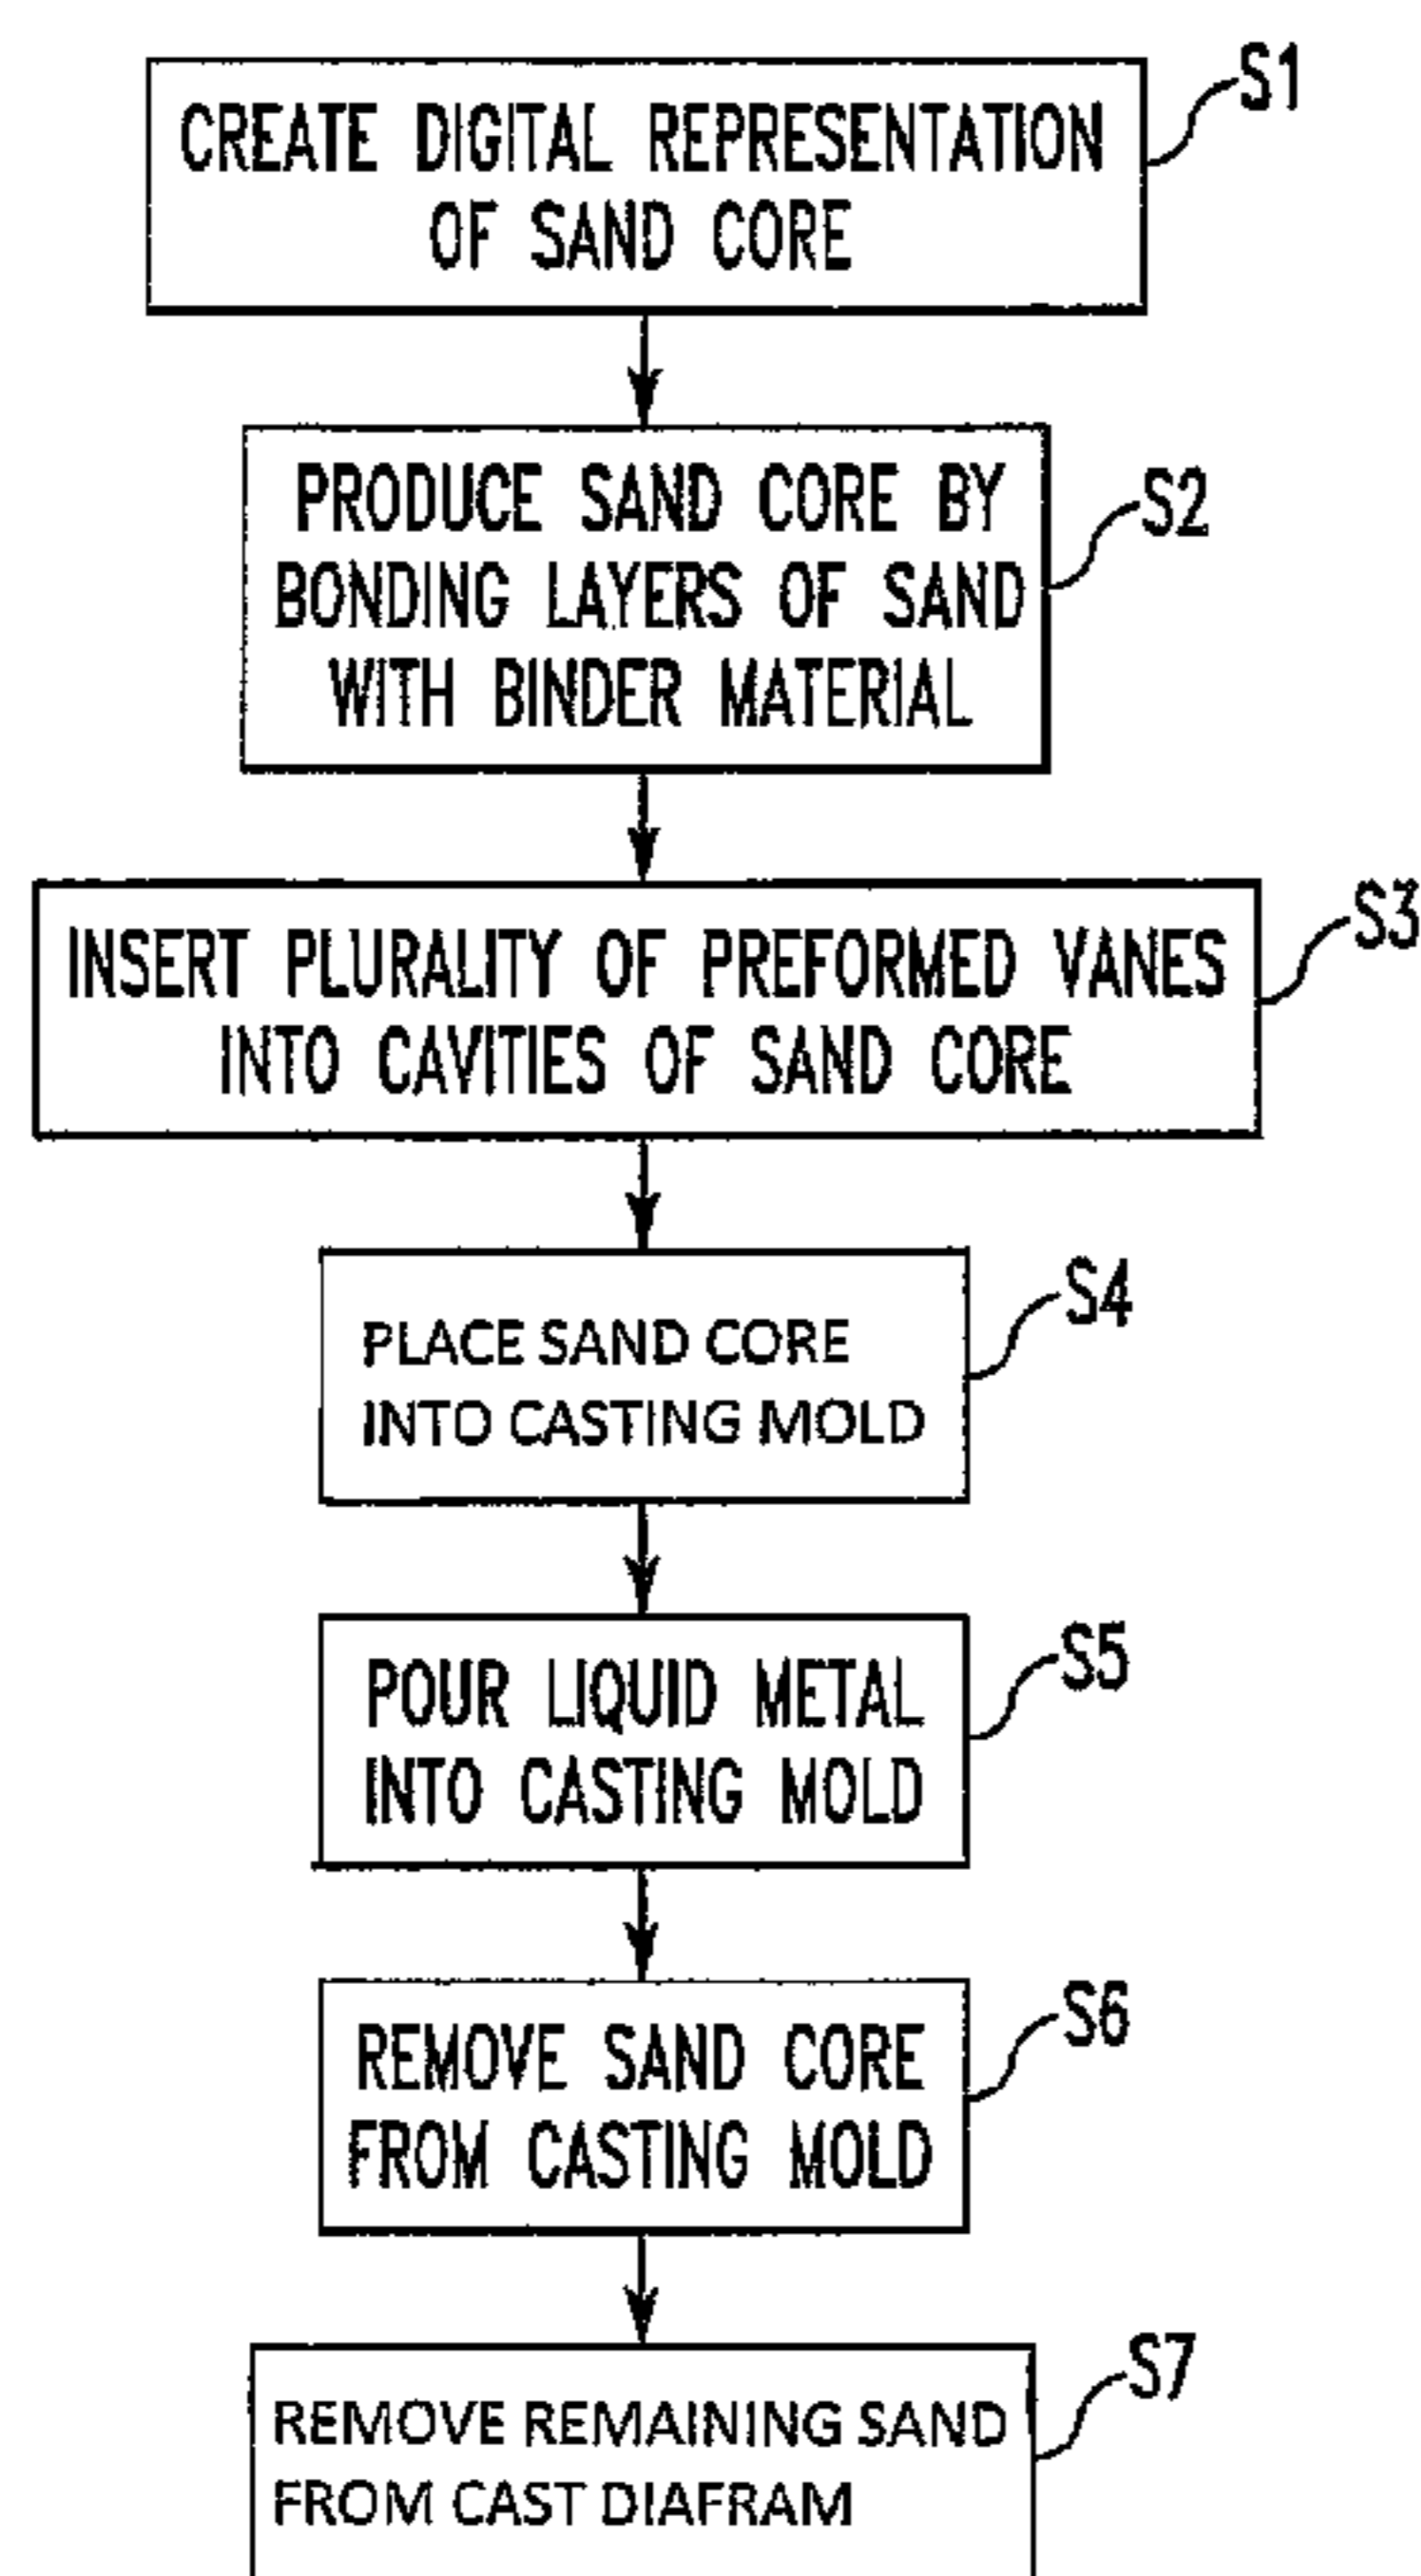 S1
CREATE DIGITAL REPRESENTATION
OF SAND CORE
S2
PRODUCE SAND CORE BY
BONDING LAYERS OF SAND
WITH BINDER MATERIAL
S3
INSERT PLURALITY OF PREFORMED VANES
INTO CAVITIES OF SAND CORE
S4
PLACE SAND CORE
INTO CASTING MOLD
S5
POUR LIQUID METAL
INTO CASTING MOLD
S6
REMOVE SAND CORE
FROM CASTING MOLD
S7
REMOVE REMAINING SAND
FROM CAST DIAFRAM